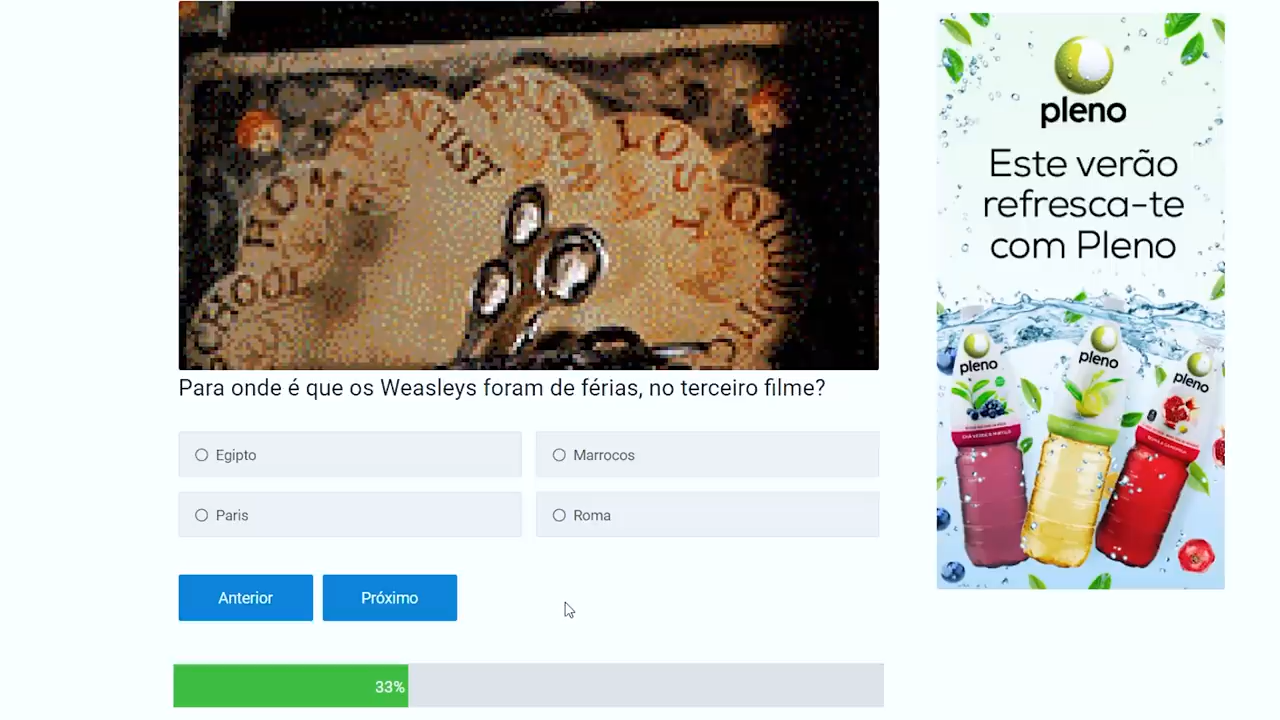 HOME
DENTIST
PRISON
LOST
SCHOOL
Para onde é que os Weasleys foram de férias, no terceiro filme?
Egipto
Marrocos
Paris
Roma
Anterior
Próximo
33%
pleno
Este verão
refresca-te
com Pleno
pleno
pleno
pleno